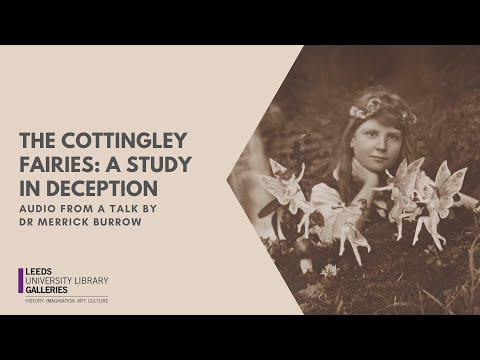 THE COTTINGLEY
FAIRIES: A STUDY
IN DECEPTION
AUDIO FROM A TALK BY
DR MERRICK BURROW
LEEDS
UNIVERSITY LIBRARY
GALLERIES
HISTORY. IMAGINATION. ART. CULTURE